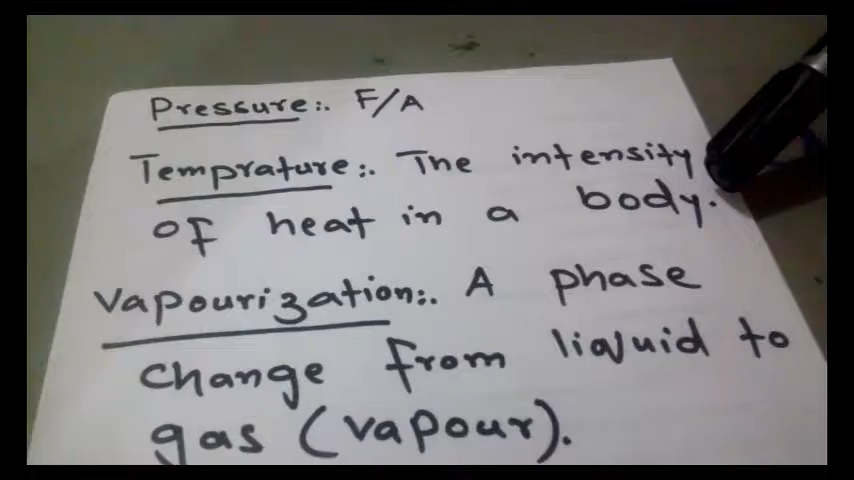 Pressure:. F/A
Temprature:. The intensity
of heat in a body.
Vapourization:. A phase
change from liquid to
gas (vapour).